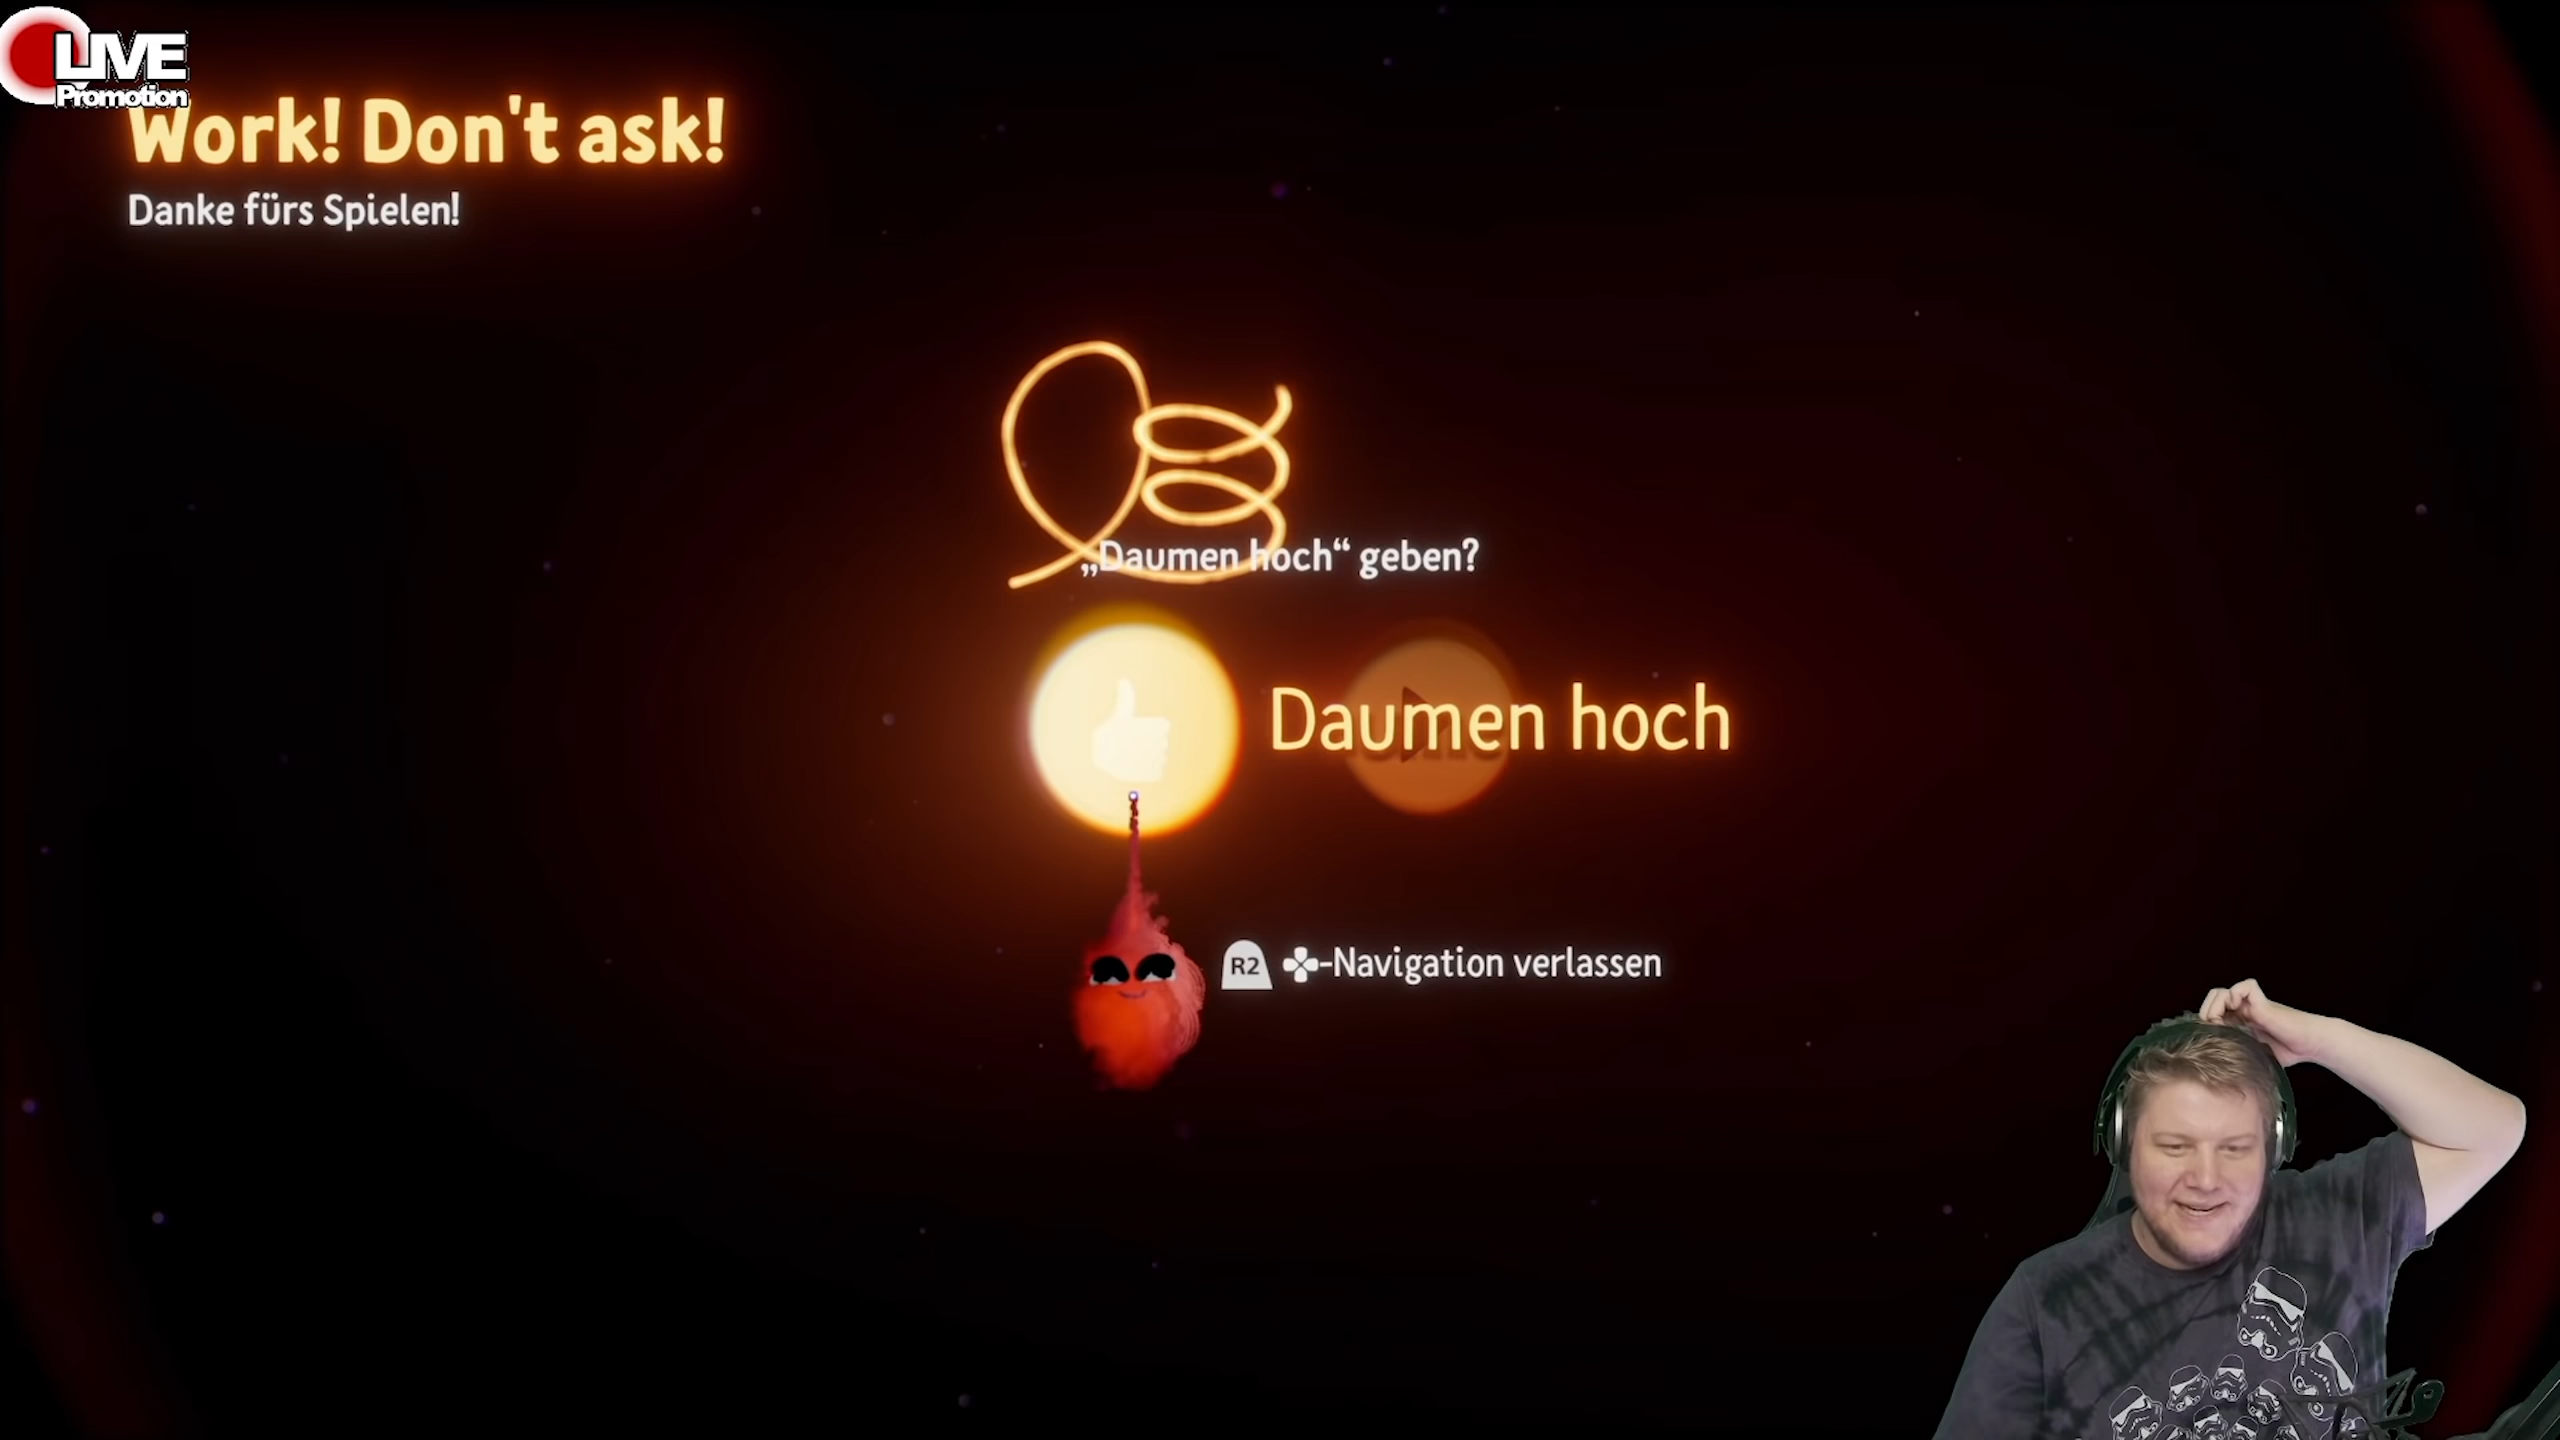 LIVE
Promotion
Work! Don't ask!
Danke fürs Spielen!
„Daumen hoch“ geben?
Daumen hoch
R2 -Navigation verlassen